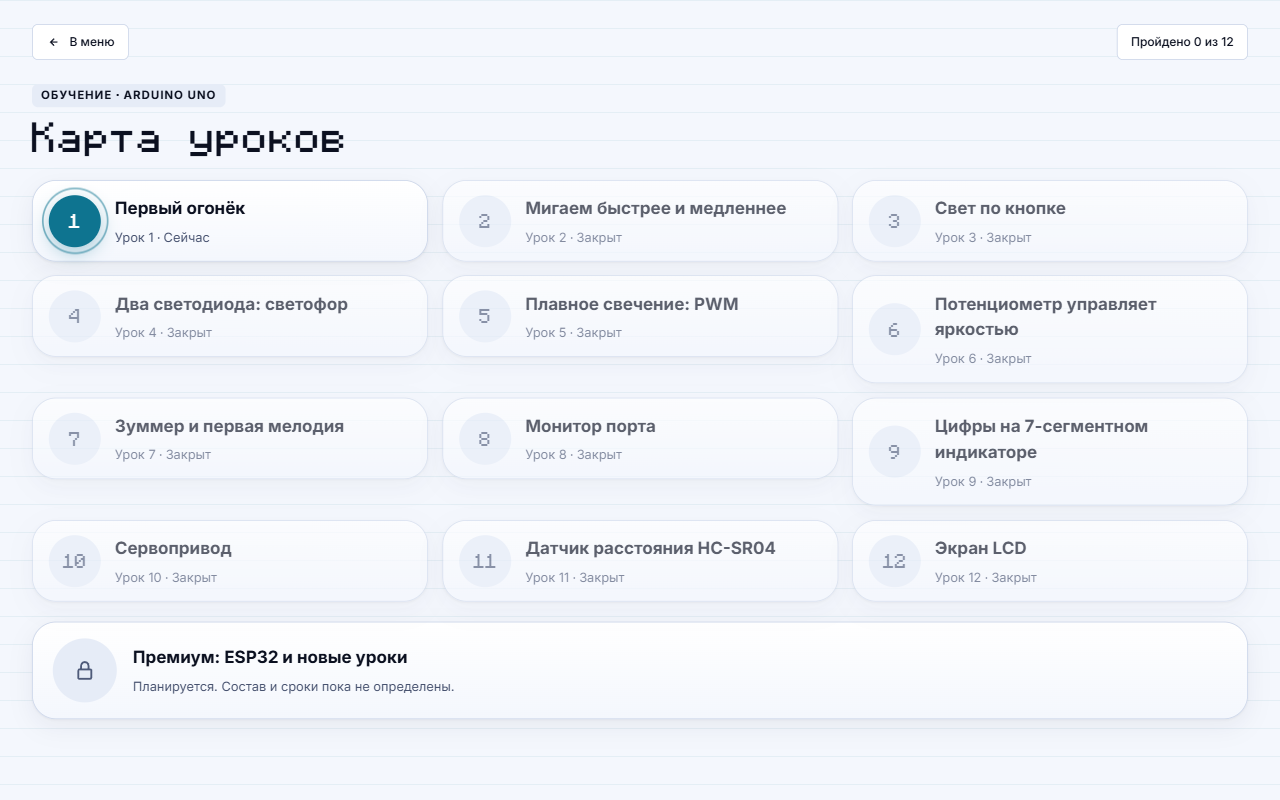 ← В меню
Пройдено 0 из 12
ОБУЧЕНИЕ · ARDUINO UNO
Карта уроков
1
Первый огонёк
Урок 1 · Сейчас
2
Мигаем быстрее и медленнее
Урок 2 · Закрыт
3
Свет по кнопке
Урок 3 · Закрыт
4
Два светодиода: светофор
Урок 4 · Закрыт
5
Плавное свечение: PWM
Урок 5 · Закрыт
6
Потенциометр управляет
яркостью
Урок 6 · Закрыт
7
Зуммер и первая мелодия
Урок 7 · Закрыт
8
Монитор порта
Урок 8 · Закрыт
9
Цифры на 7-сегментном
индикаторе
Урок 9 · Закрыт
10
Сервопривод
Урок 10 · Закрыт
11
Датчик расстояния HC-SR04
Урок 11 · Закрыт
12
Экран LCD
Урок 12 · Закрыт
Премиум: ESP32 и новые уроки
Планируется. Состав и сроки пока не определены.